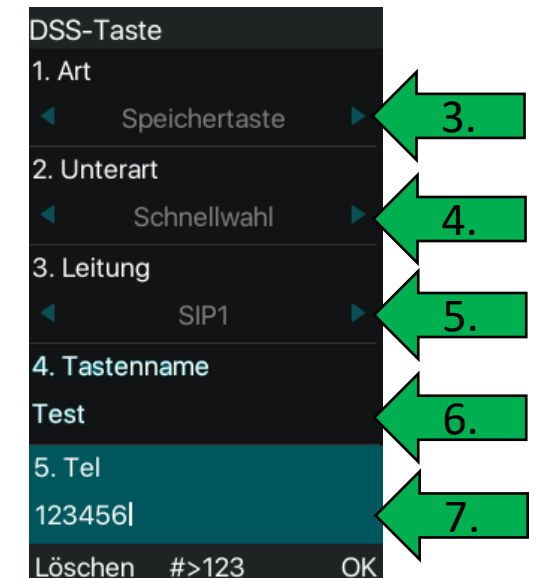 DSS-Taste
1. Art
Speichertaste
3.
2. Unterart
Schnellwahl
4.
3. Leitung
SIP1
5.
4. Tastenname
Test
6.
5. Tel
123456
7.
Löschen #>123 OK